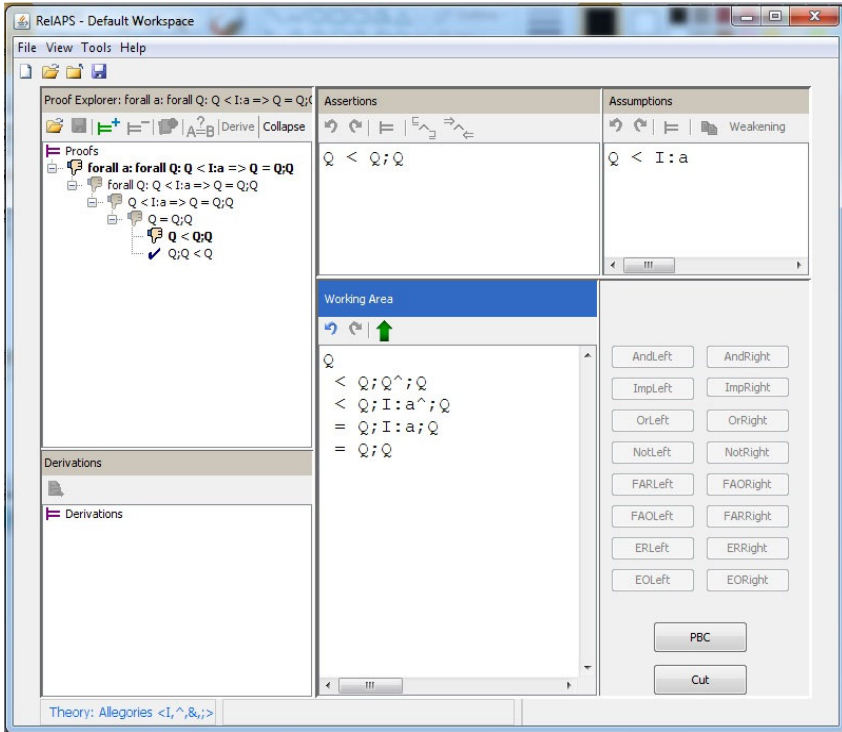 RelAPS - Default Workspace
File View Tools Help
Proof Explorer: forall a: forall Q: Q < I:a => Q = Q;(
Derive Collapse
Proofs
forall a: forall Q: Q < I:a => Q = Q;Q
forall Q: Q < I:a => Q = Q;Q
Q < I:a => Q = Q;Q
Q = Q;Q
Q < Q;Q
Q;Q < Q
Derivations
Derivations
Assertions
Q < Q;Q
Assumptions
Weakening
Q < I:a
Working Area
Q
< Q;Q^;Q
< Q;I:a^;Q
= Q;I:a;Q
= Q;Q
AndLeft AndRight
ImpLeft ImpRight
OrLeft OrRight
NotLeft NotRight
FARLeft FAORight
FAOLeft FARRight
ERLeft ERRight
EOLeft EORight
PBC
Cut
Theory: Allegories <I,^,&,;>